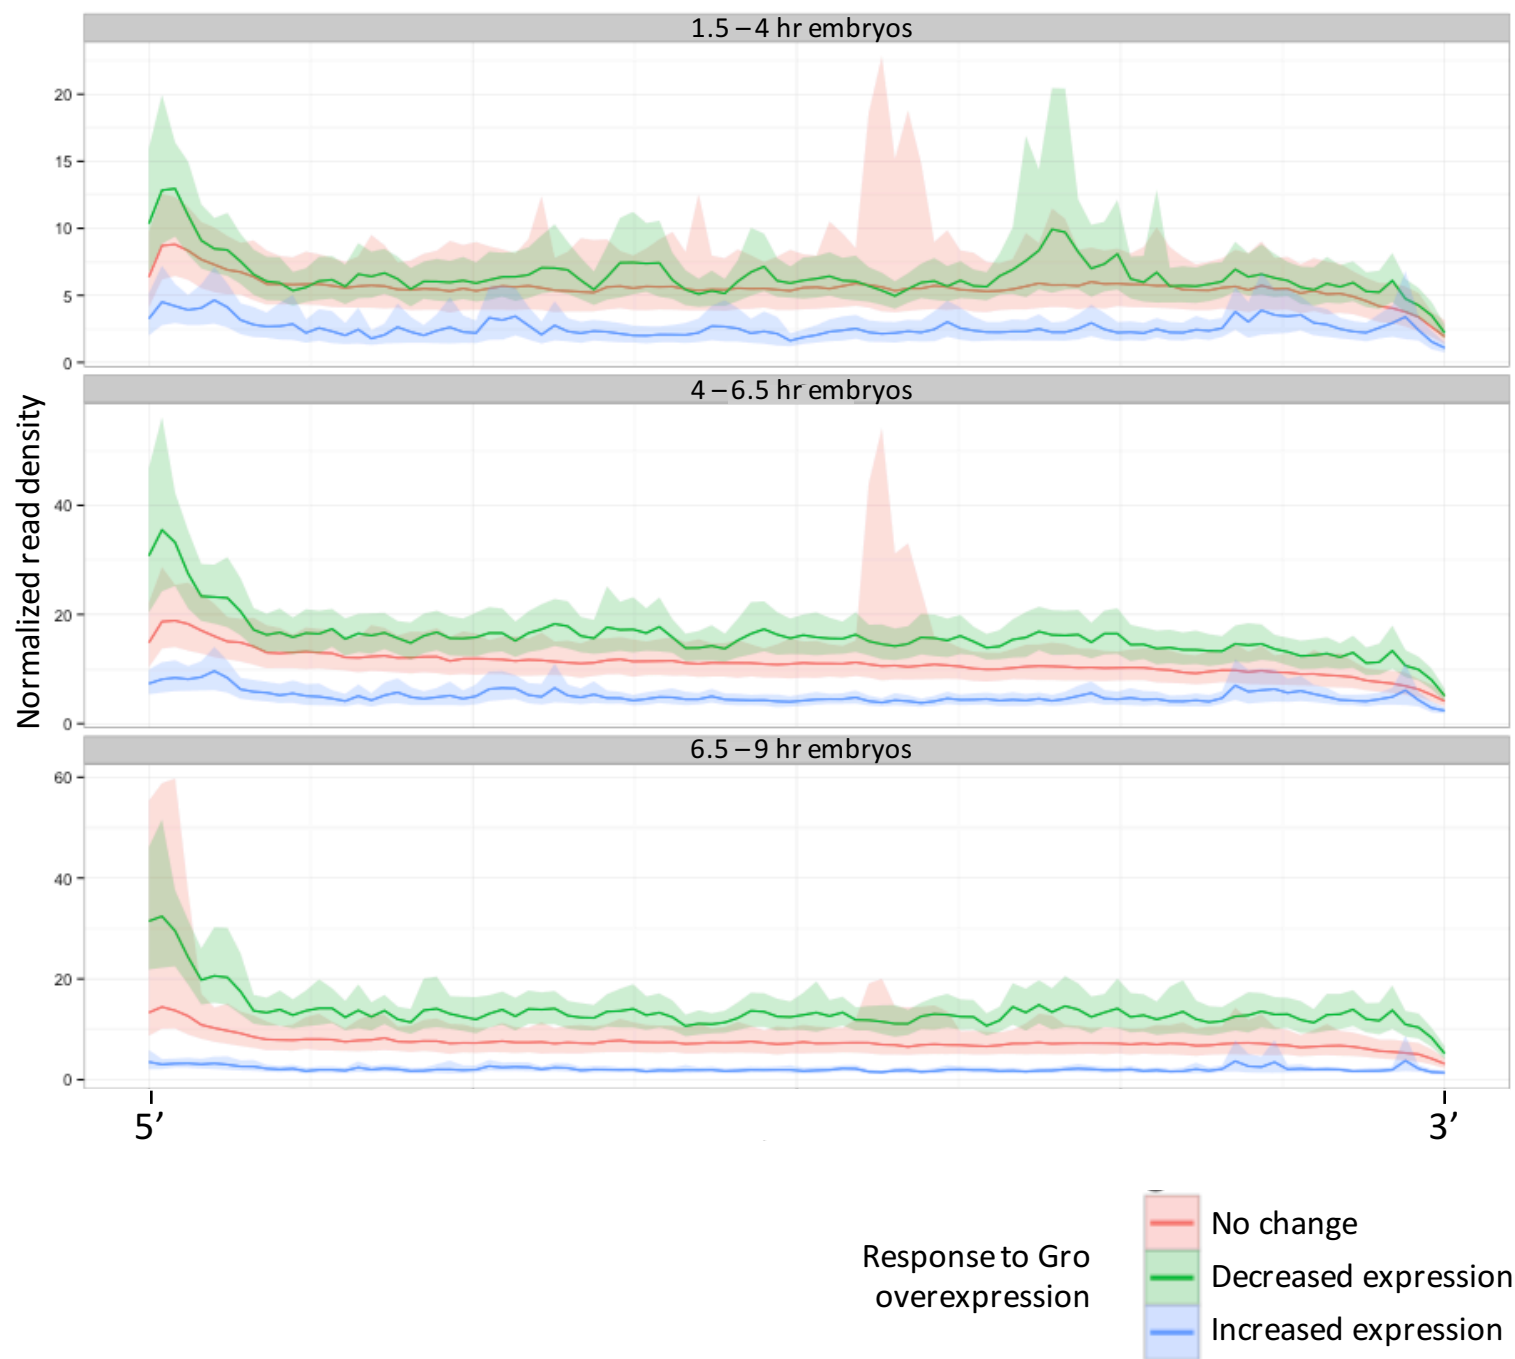 1.5 – 4 hr embryos
20
15
10
5
0
4 – 6.5 hr embryos
Normalized read density
40
20
0
6.5 – 9 hr embryos
60
40
20
0
5’
3’
Response to Gro
overexpression
No change
Decreased expression
Increased expression